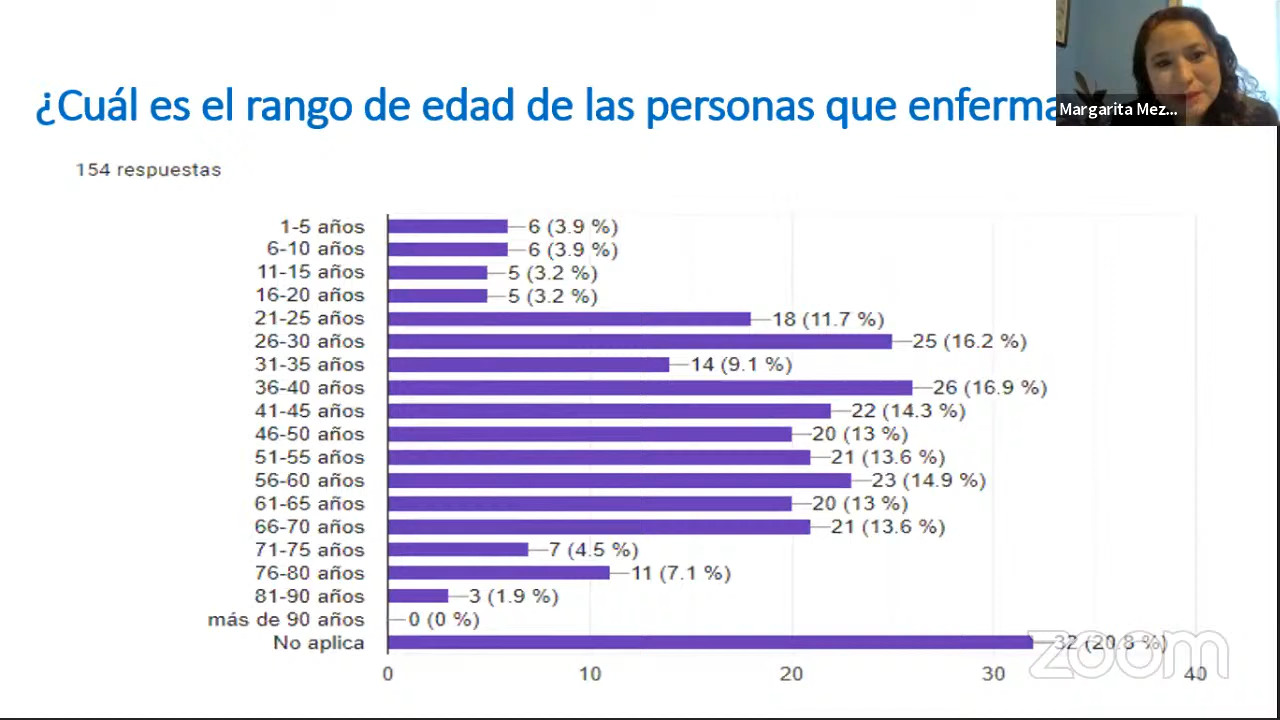 ¿Cuál es el rango de edad de las personas que enferma
Margarita Mez...
154 respuestas
1-5 años 6 (3.9 %)
6-10 años 6 (3.9 %)
11-15 años 5 (3.2 %)
16-20 años 5 (3.2 %)
21-25 años 18 (11.7 %)
26-30 años 25 (16.2 %)
31-35 años 14 (9.1 %)
36-40 años 26 (16.9 %)
41-45 años 22 (14.3 %)
46-50 años 20 (13 %)
51-55 años 21 (13.6 %)
56-60 años 23 (14.9 %)
61-65 años 20 (13 %)
66-70 años 21 (13.6 %)
71-75 años 7 (4.5 %)
76-80 años 11 (7.1 %)
81-90 años 3 (1.9 %)
más de 90 años 0 (0 %)
No aplica 32 (20.8 %)
zoom
0 10 20 30 40